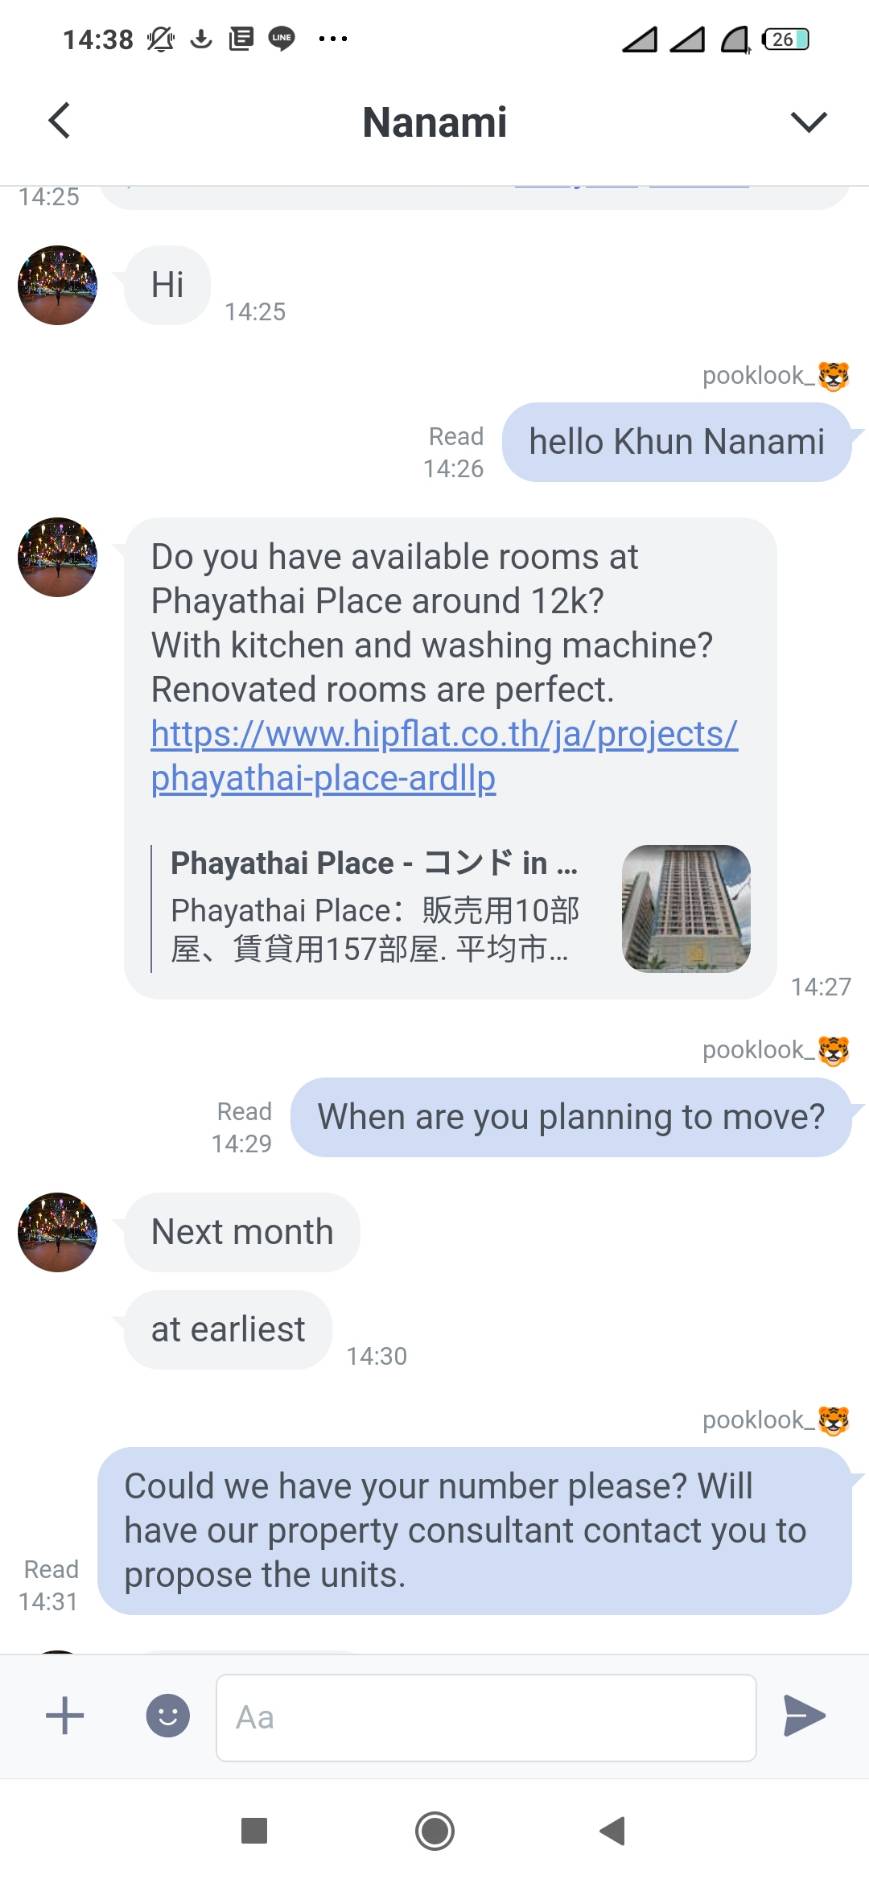 14:38
LINE
26
Nanami
14:25
Hi
14:25
pooklook_🐯
Read
14:26
hello Khun Nanami
Do you have available rooms at
Phayathai Place around 12k?
With kitchen and washing machine?
Renovated rooms are perfect.
https://www.hipflat.co.th/ja/projects/
phayathai-place-ardllp
Phayathai Place - コンド in ...
Phayathai Place：販売用10部
屋、賃貸用157部屋. 平均市...
14:27
pooklook_🐯
Read
14:29
When are you planning to move?
Next month
at earliest
14:30
pooklook_🐯
Could we have your number please? Will
have our property consultant contact you to
propose the units.
Read
14:31
Aa